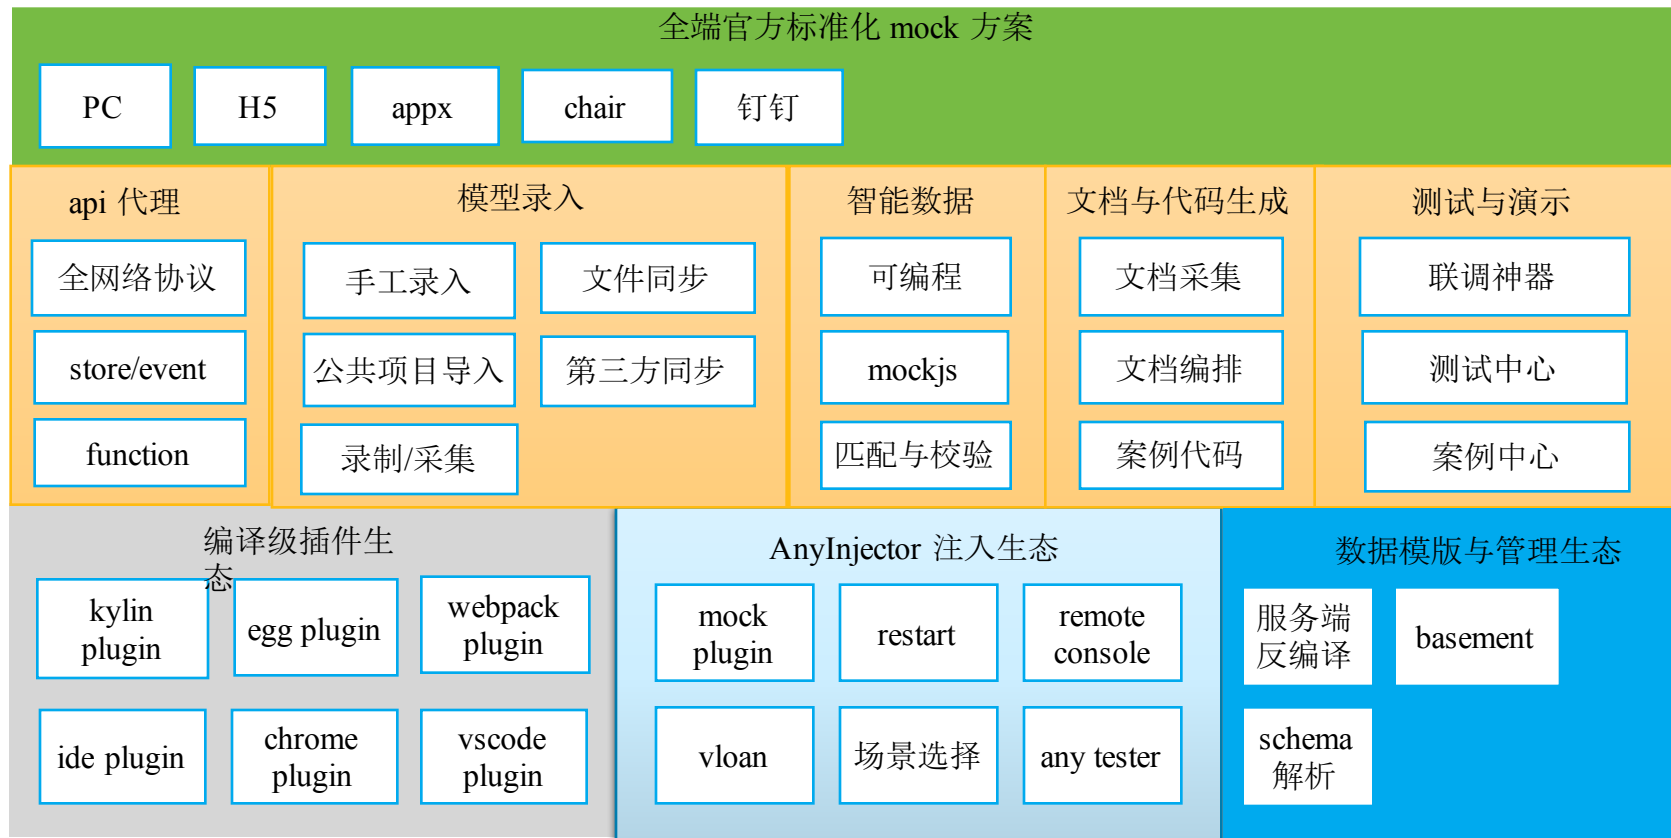 全端官方标准化 mock 方案
PC
H5
appx
chair
钉钉
api 代理
全网络协议
store/event
function
模型录入
手工录入
文件同步
公共项目导入
第三方同步
录制/采集
智能数据
可编程
mockjs
匹配与校验
文档与代码生成
文档采集
文档编排
案例代码
测试与演示
联调神器
测试中心
案例中心
编译级插件生
态
kylin
plugin
egg plugin
webpack
plugin
ide plugin
chrome
plugin
vscode
plugin
AnyInjector 注入生态
mock
plugin
restart
remote
console
vloan
场景选择
any tester
数据模版与管理生态
服务端
反编译
basement
schema
解析